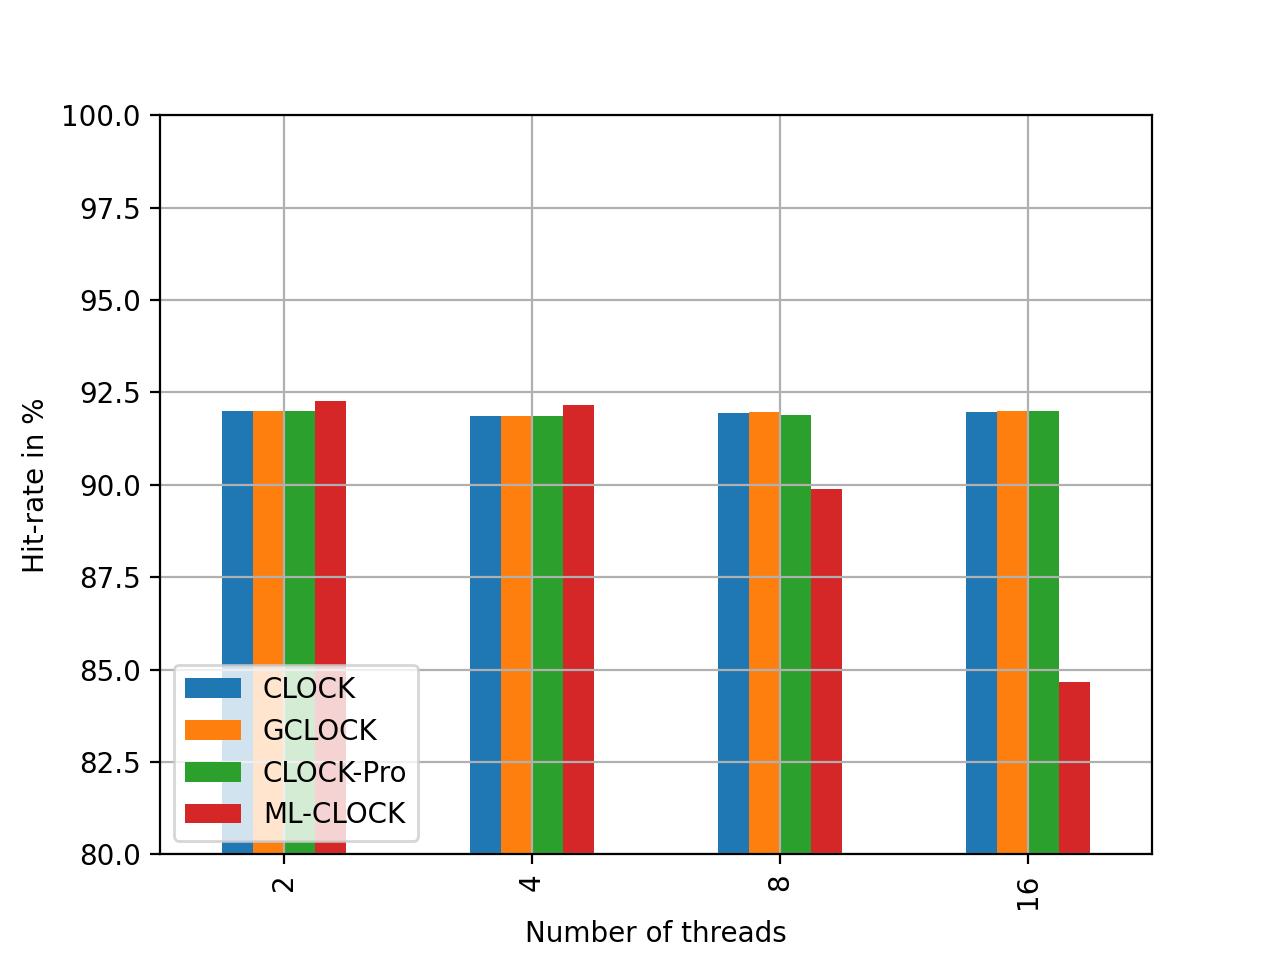 100.0
97.5
95.0
92.5
90.0
87.5
85.0
82.5
80.0
Hit-rate in %
CLOCK
GCLOCK
CLOCK-Pro
ML-CLOCK
2 4 8 16
Number of threads